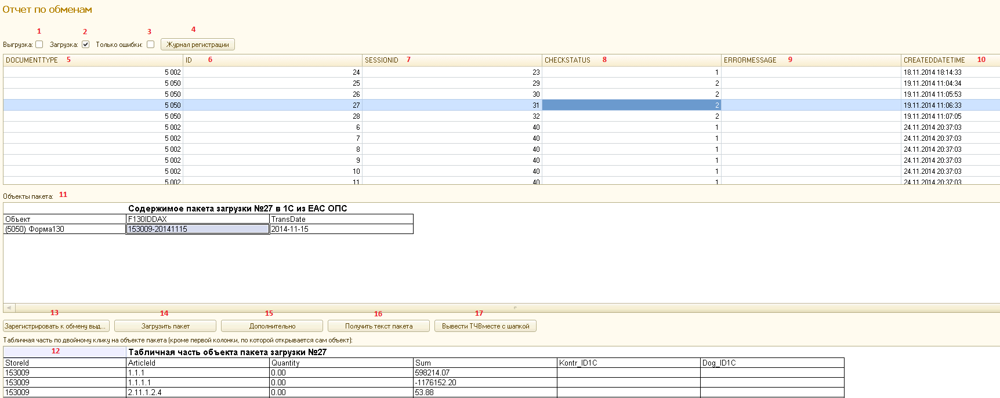 Отчет по обменам
1 2 3 4
Выгрузка: Загрузка: Только ошибки: Журнал регистрации
DOCUMENTTYPE 5 ID 6 SESSIONID 7 CHECKSTATUS 8 ERRORMESSAGE 9 CREATEDDATETIME 10
5 002 24 23 1 18.11.2014 18:14:33
5 050 25 29 2 19.11.2014 11:04:34
5 050 26 30 2 19.11.2014 11:05:53
5 050 27 31 2 19.11.2014 11:06:33
5 050 28 32 2 19.11.2014 11:07:05
5 002 6 40 1 24.11.2014 20:37:03
5 002 7 40 1 24.11.2014 20:37:03
5 002 8 40 1 24.11.2014 20:37:03
5 002 9 40 1 24.11.2014 20:37:03
5 002 10 40 1 24.11.2014 20:37:03
5 002 11 40 1 24.11.2014 20:37:03
Объекты пакета: 11
Содержимое пакета загрузки №27 в 1С из ЕАС ОПС
Объект F130IDDAX TransDate
(5050) Форма130 153009-20141115 2014-11-15
13 14 15 16 17
Зарегистрировать к обмену выд... Загрузить пакет Дополнительно Получить текст пакета Вывести ТЧВместе с шапкой
Табличная часть по двойному клику на объекте пакета (кроме первой колонки, по которой открывается сам объект):
12 Табличная часть объекта пакета загрузки №27
StoreId ArticleId Quantity Sum Kontr_ID1C Dog_ID1C
153009 1.1.1 0.00 598214.07
153009 1.1.1.1 0.00 -1176152.20
153009 2.11.1.2.4 0.00 53.88